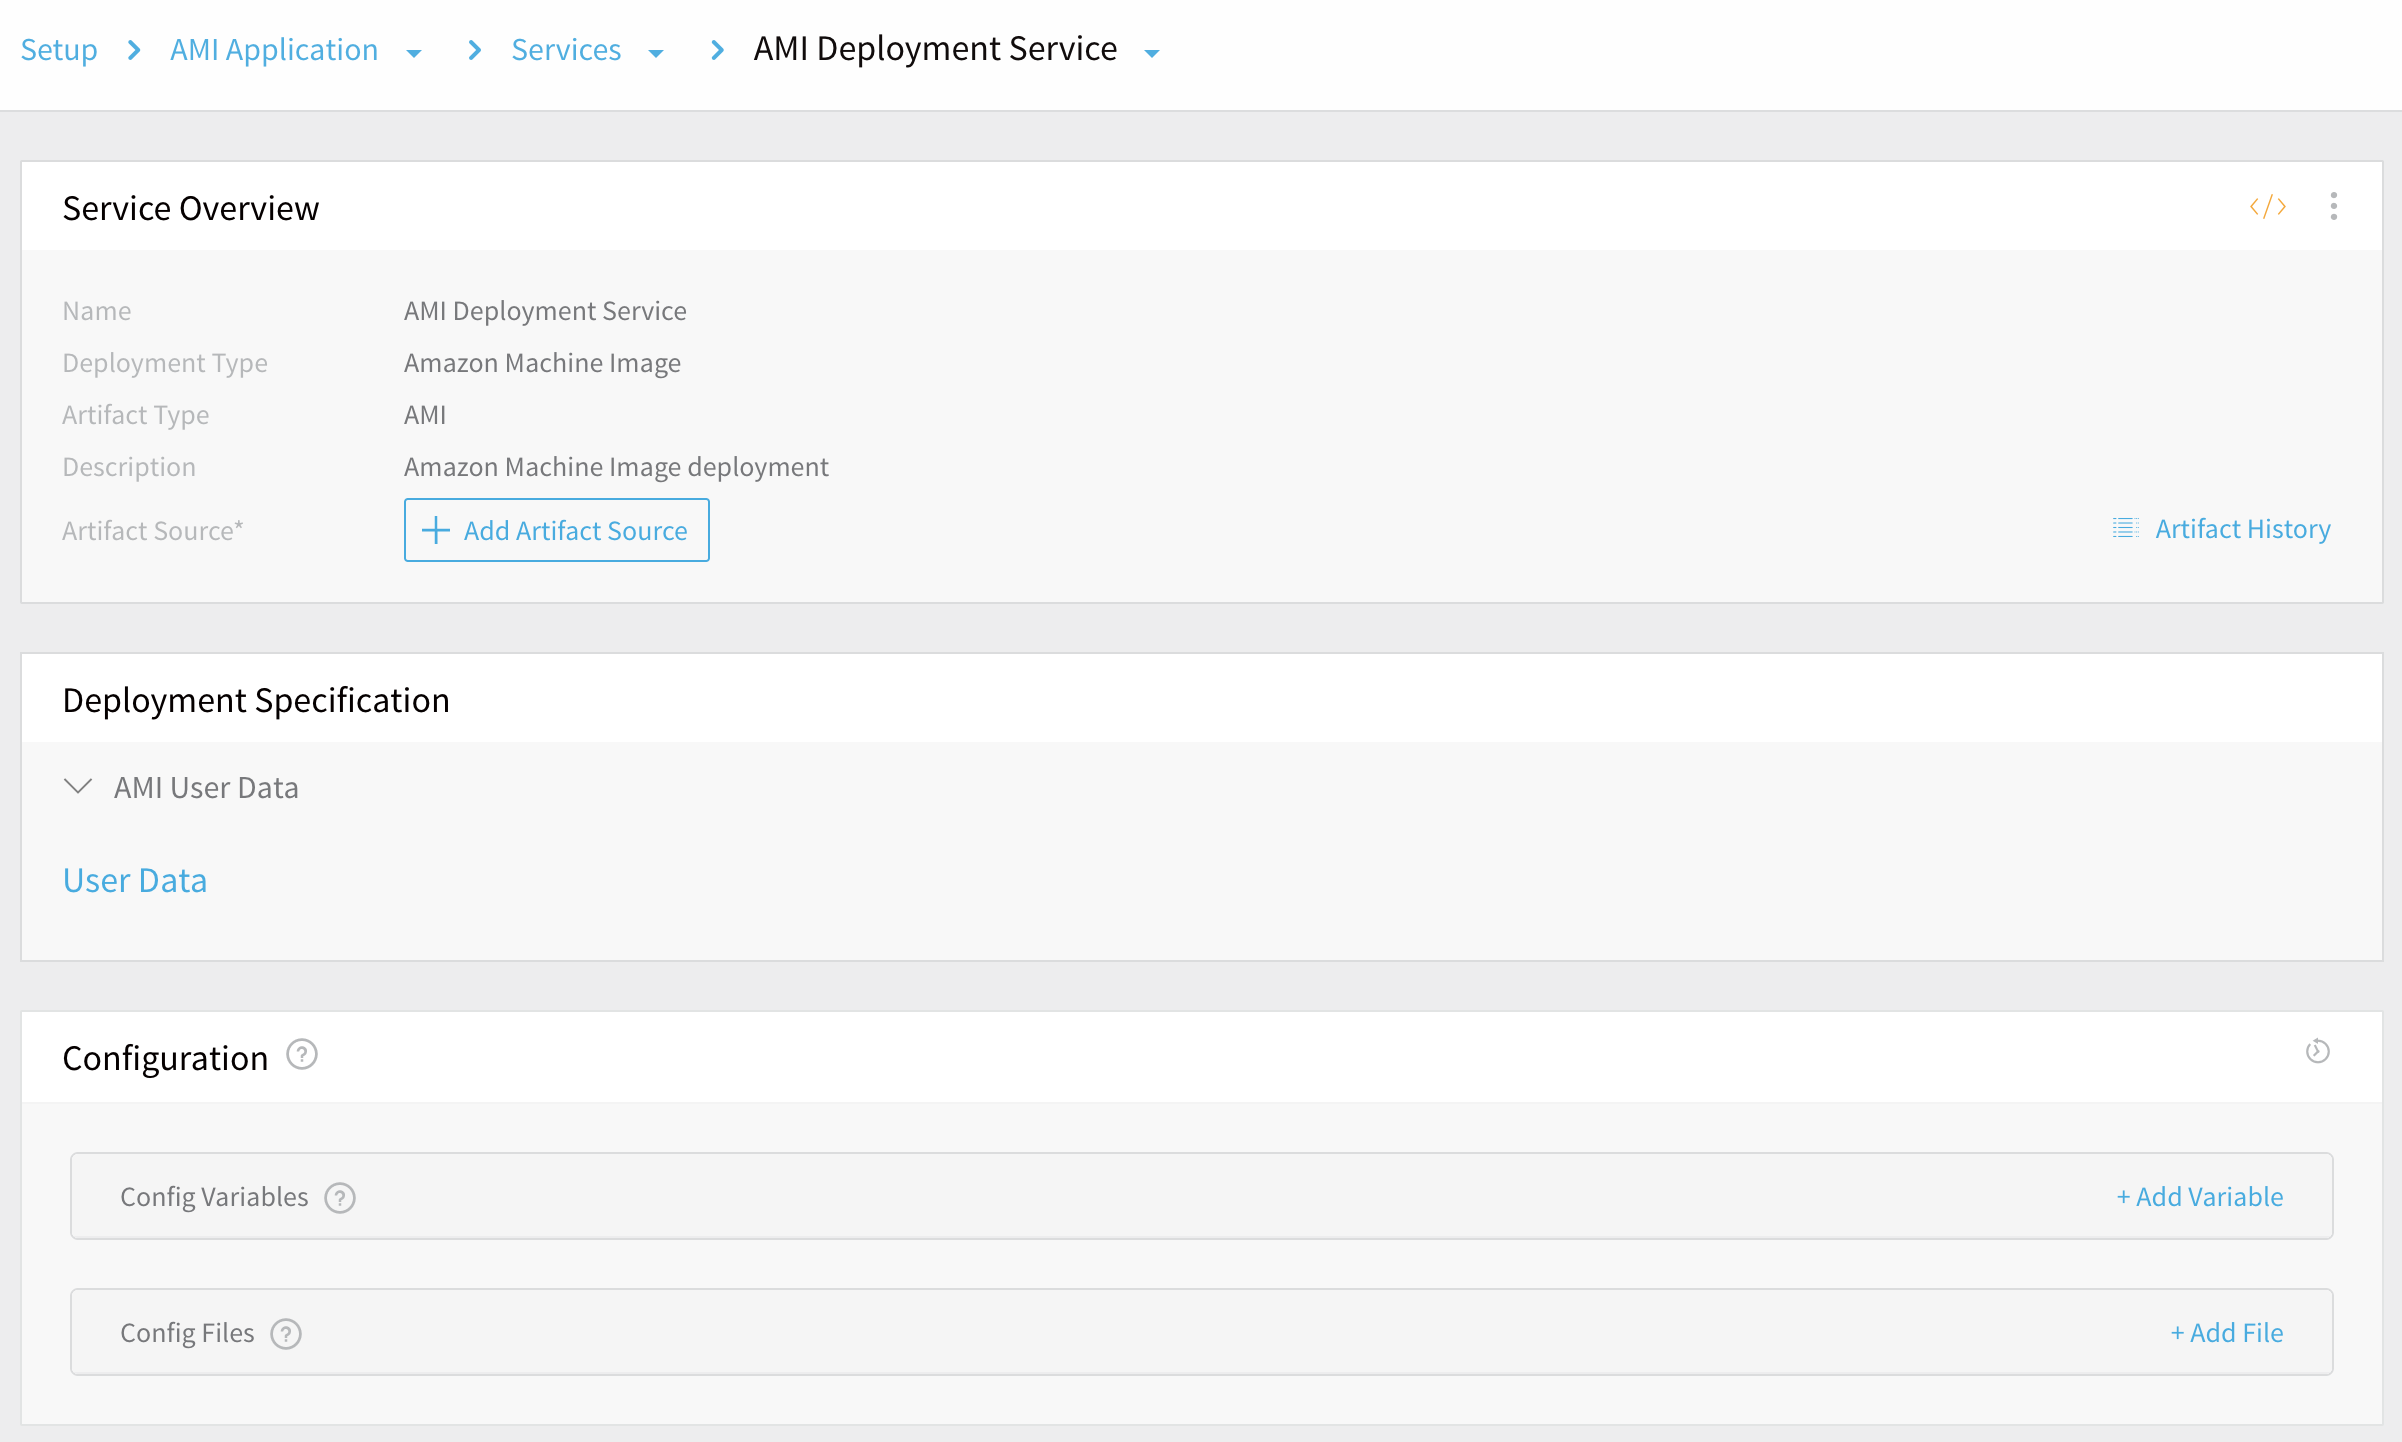 Setup AMI Application Services AMI Deployment Service
Service Overview
Name AMI Deployment Service
Deployment Type Amazon Machine Image
Artifact Type AMI
Description Amazon Machine Image deployment
Artifact Source* + Add Artifact Source Artifact History
Deployment Specification
AMI User Data
User Data
Configuration ?
Config Variables ? + Add Variable
Config Files ? + Add File